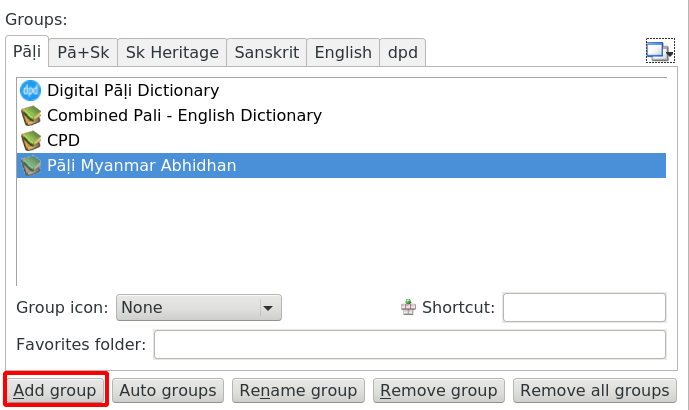 Groups:
Pāḷi Pā+Sk Sk Heritage Sanskrit English dpd
dpd Digital Pāḷi Dictionary
Combined Pali - English Dictionary
CPD
Pāḷi Myanmar Abhidhan
Group icon: None Shortcut:
Favorites folder:
Add group Auto groups Rename group Remove group Remove all groups